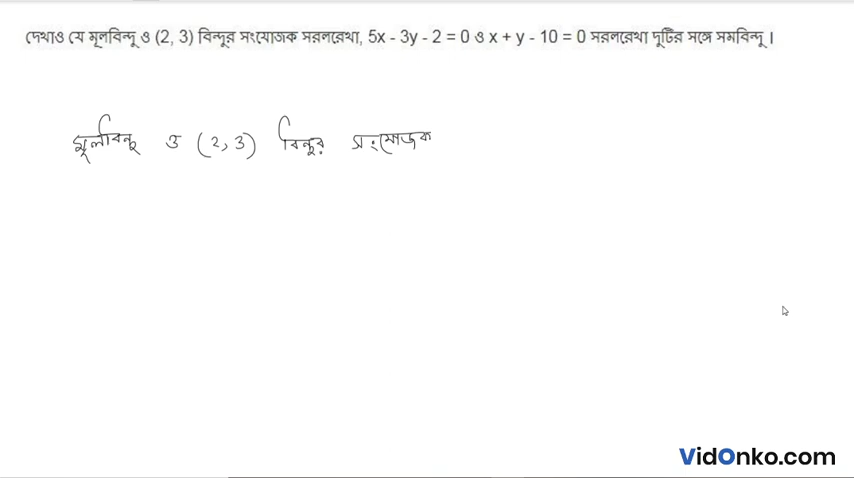 দেখাও যে মূলবিন্দু ও (2, 3) বিন্দুর সংযোজক সরলরেখা, 5x - 3y - 2 = 0 ও x + y - 10 = 0 সরলরেখা দুটির সঙ্গে সমবিন্দু ।
মূলবিন্দু ও (2, 3) বিন্দুর সংযোজক
VidOnko.com